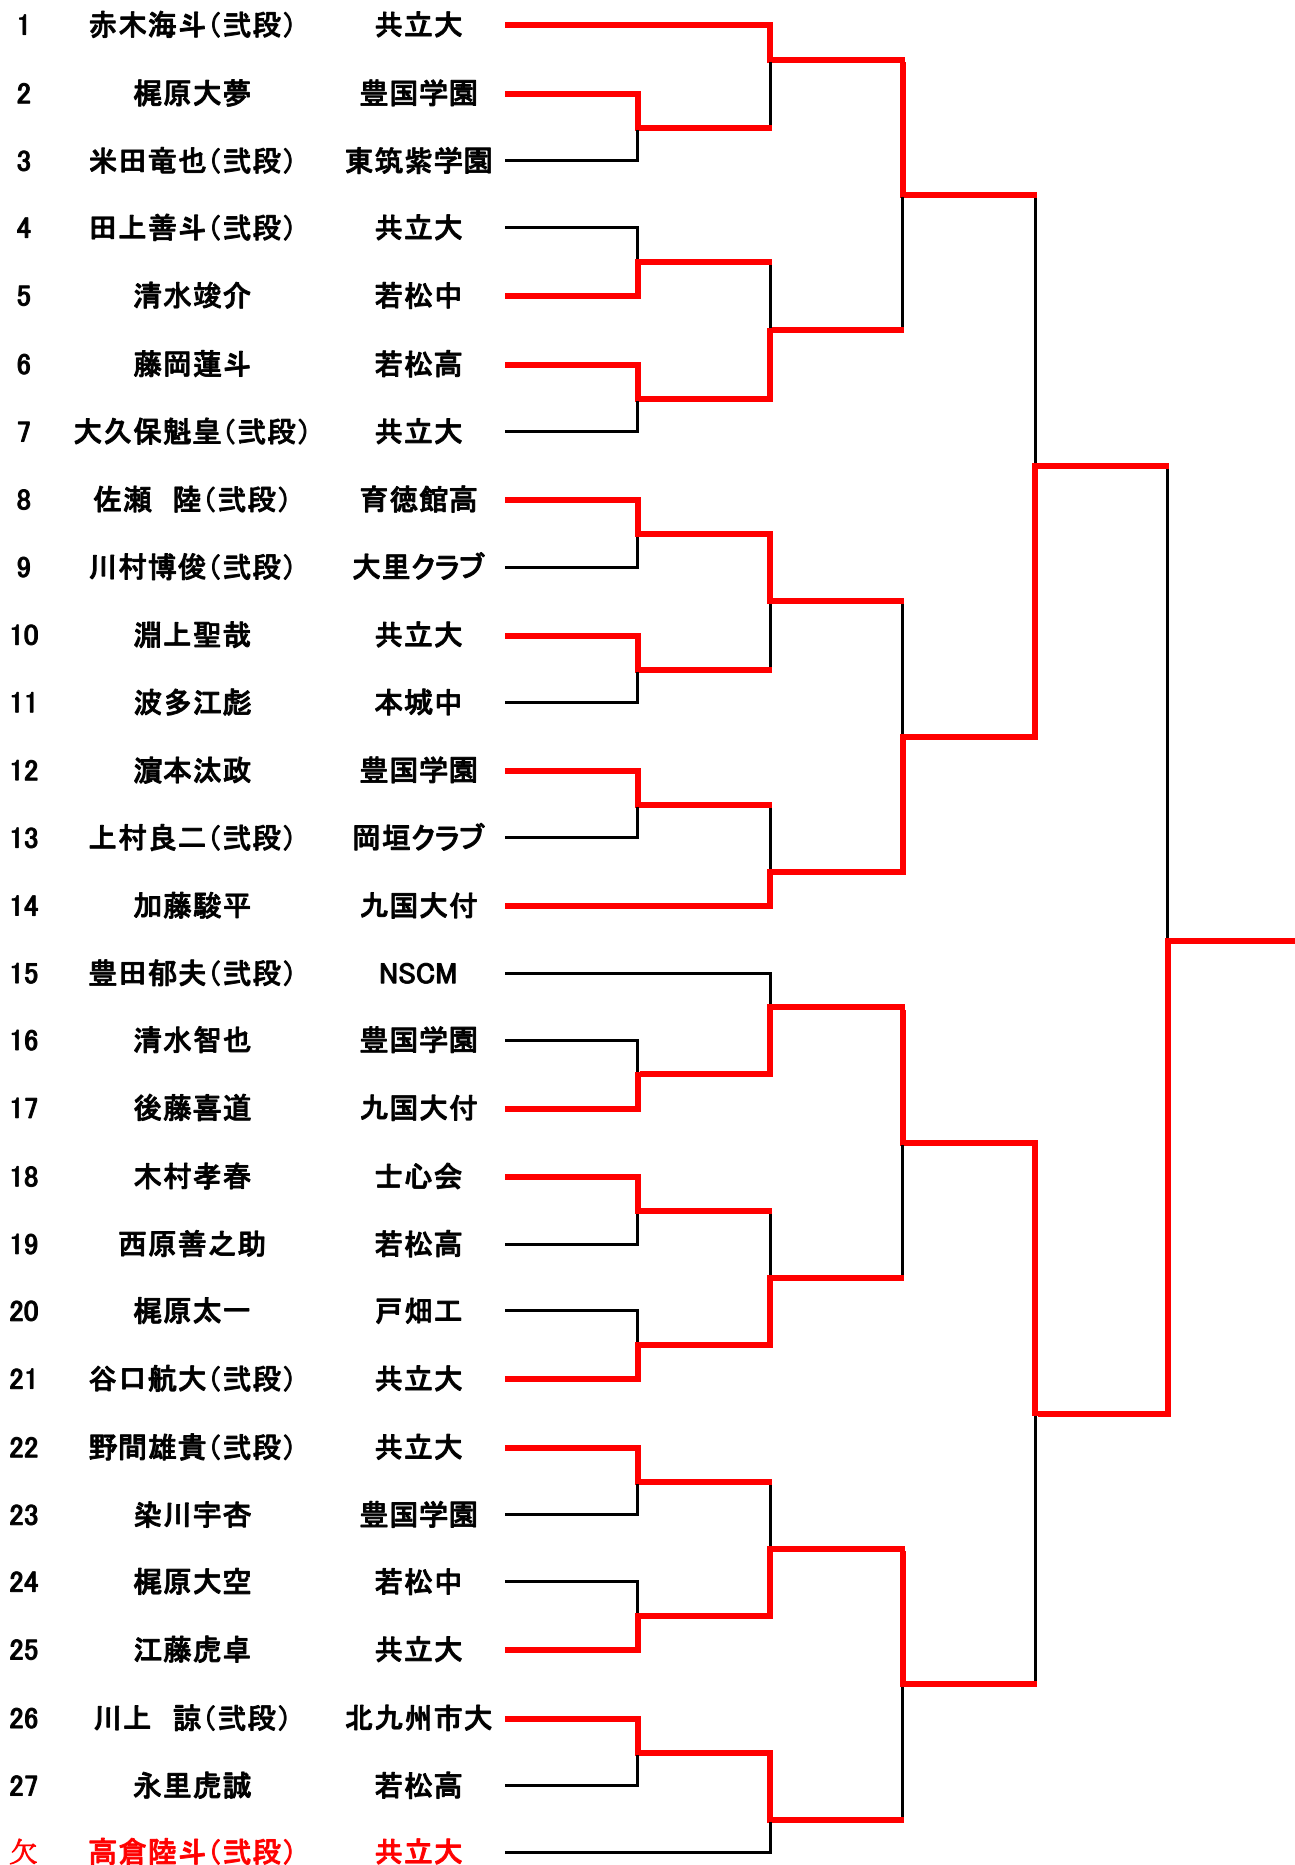 1 赤木海斗(弐段) 共立大
2 梶原大夢 豊国学園
3 米田竜也(弐段) 東筑紫学園
4 田上善斗(弐段) 共立大
5 清水竣介 若松中
6 藤岡蓮斗 若松高
7 大久保魁皇(弐段) 共立大
8 佐瀬　陸(弐段) 育徳館高
9 川村博俊(弐段) 大里クラブ
10 淵上聖哉 共立大
11 波多江彪 本城中
12 濵本汰政 豊国学園
13 上村良二(弐段) 岡垣クラブ
14 加藤駿平 九国大付
15 豊田郁夫(弐段) NSCM
16 清水智也 豊国学園
17 後藤喜道 九国大付
18 木村孝春 士心会
19 西原善之助 若松高
20 梶原太一 戸畑工
21 谷口航大(弐段) 共立大
22 野間雄貴(弐段) 共立大
23 染川宇杏 豊国学園
24 梶原大空 若松中
25 江藤虎卓 共立大
26 川上　諒(弐段) 北九州市大
27 永里虎誠 若松高
欠 高倉陸斗(弐段) 共立大